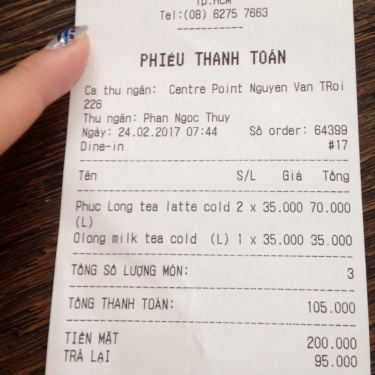 Tp.HCM
Tel:(08) 6275 7663
PHIẾU THANH TOÁN
Ca thu ngân: Centre Point Nguyen Van TRoi
226
Thu ngân: Phan Ngoc Thuy
Ngày: 24.02.2017 07:44 Số order: 64399
Dine-in #17
Tên S/L Giá Tổng
Phuc Long tea latte cold 2 x 35.000 70.000
(L)
Olong milk tea cold (L) 1 x 35.000 35.000
TỔNG SỐ LƯỢNG MÓN: 3
TỔNG THANH TOÁN: 105.000
TIỀN MẶT 200.000
TRẢ LẠI 95.000